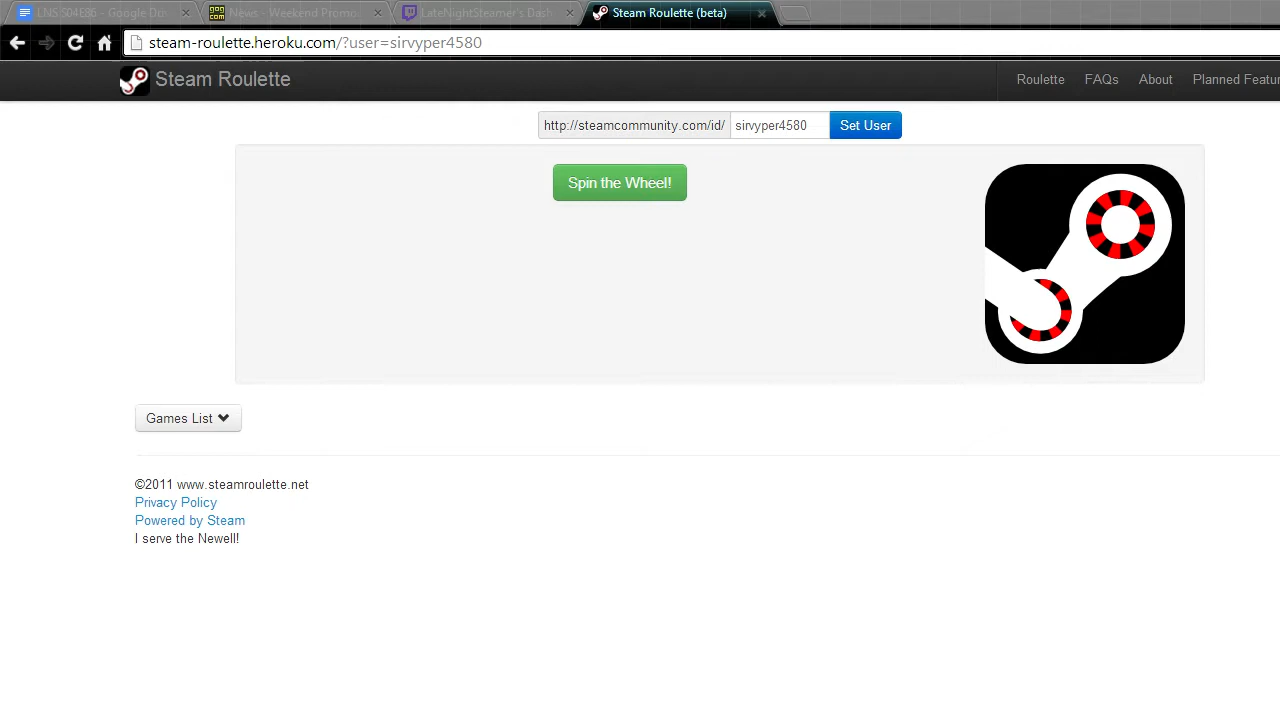 LNS S04E86 - Google Dri
gog com News - Weekend Promo
LateNightSteamer's Dash
Steam Roulette (beta)
steam-roulette.heroku.com/?user=sirvyper4580
Steam Roulette Roulette FAQs About Planned Featur
http://steamcommunity.com/id/ sirvyper4580 Set User
Spin the Wheel!
Games List
©2011 www.steamroulette.net
Privacy Policy
Powered by Steam
I serve the Newell!